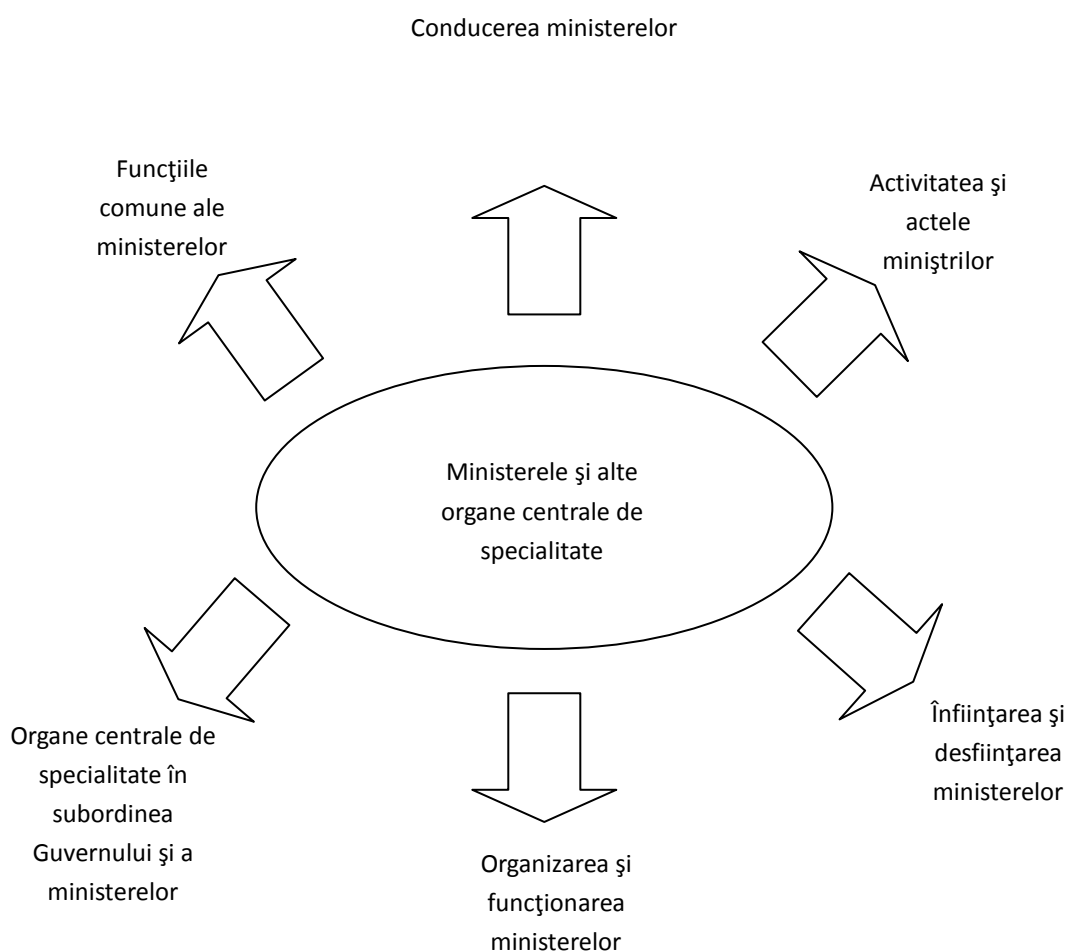 Conducerea ministerelor
Funcţiile
comune ale
ministerelor
Activitatea şi
actele
miniştrilor
Ministerele şi alte
organe centrale de
specialitate
Organe centrale de
specialitate în
subordinea
Guvernului şi a
ministerelor
Organizarea şi
funcţionarea
ministerelor
Înfiinţarea şi
desfiinţarea
ministerelor